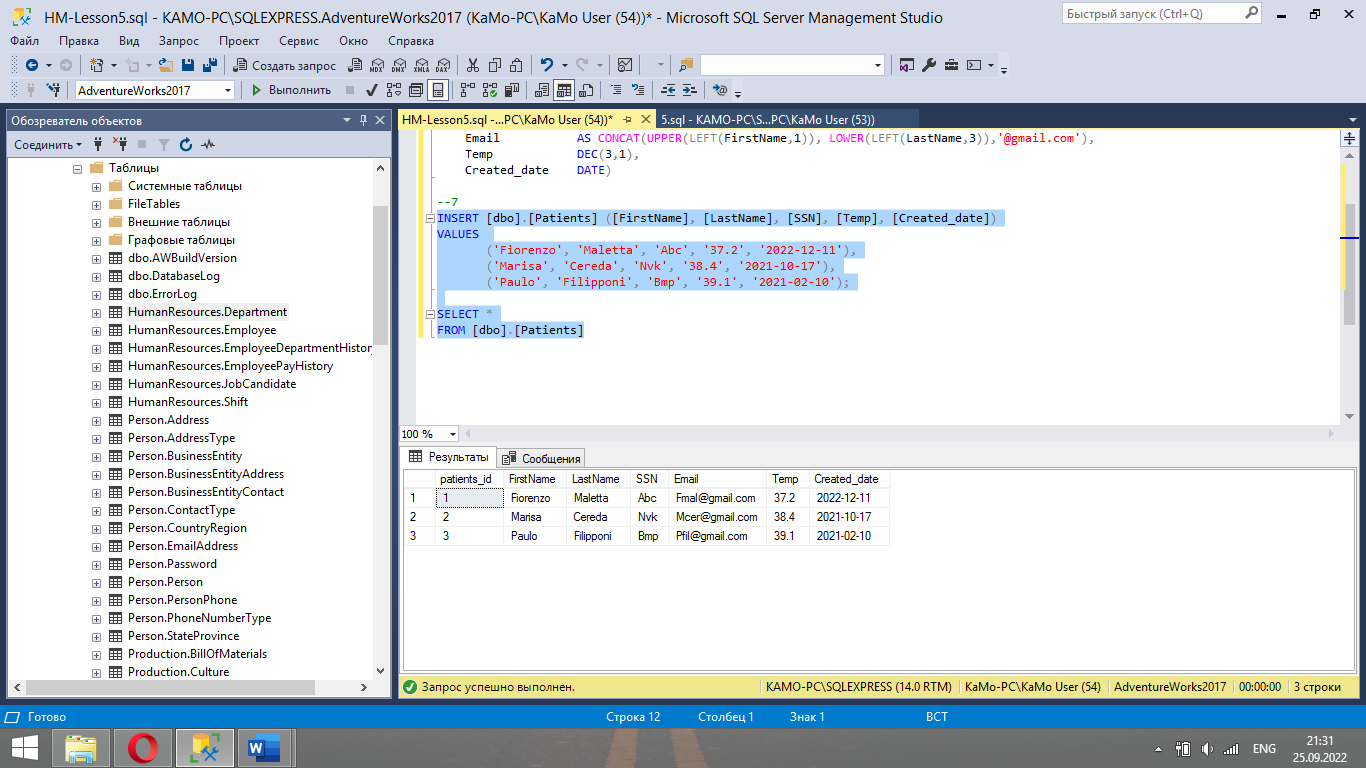 HM-Lesson5.sql - KAMO-PC\SQLEXPRESS.AdventureWorks2017 (KaMo-PC\KaMo User (54))* - Microsoft SQL Server Management Studio
Быстрый запуск (Ctrl+Q)
Файл Правка Вид Запрос Проект Сервис Окно Справка
Создать запрос MDX DMX XMLA DAX
AdventureWorks2017 Выполнить
Обозреватель объектов
Соединить
Таблицы
Системные таблицы
FileTables
Внешние таблицы
Графовые таблицы
dbo.AWBuildVersion
dbo.DatabaseLog
dbo.ErrorLog
HumanResources.Department
HumanResources.Employee
HumanResources.EmployeeDepartmentHistory
HumanResources.EmployeePayHistory
HumanResources.JobCandidate
HumanResources.Shift
Person.Address
Person.AddressType
Person.BusinessEntity
Person.BusinessEntityAddress
Person.BusinessEntityContact
Person.ContactType
Person.CountryRegion
Person.EmailAddress
Person.Password
Person.Person
Person.PersonPhone
Person.PhoneNumberType
Person.StateProvince
Production.BillOfMaterials
Production.Culture
HM-Lesson5.sql -...PC\KaMo User (54))* 5.sql - KAMO-PC\S...PC\KaMo User (53))
Email AS CONCAT(UPPER(LEFT(FirstName,1)), LOWER(LEFT(LastName,3)),'@gmail.com'),
Temp DEC(3,1),
Created_date DATE)
--7
INSERT [dbo].[Patients] ([FirstName], [LastName], [SSN], [Temp], [Created_date])
VALUES
('Fiorenzo', 'Maletta', 'Abc', '37.2', '2022-12-11'),
('Marisa', 'Cereda', 'Nvk', '38.4', '2021-10-17'),
('Paulo', 'Filipponi', 'Bmp', '39.1', '2021-02-10');
SELECT *
FROM [dbo].[Patients]
100 %
Результаты Сообщения
patients_id FirstName LastName SSN Email Temp Created_date
1 1 Fiorenzo Maletta Abc Fmal@gmail.com 37.2 2022-12-11
2 2 Marisa Cereda Nvk Mcer@gmail.com 38.4 2021-10-17
3 3 Paulo Filipponi Bmp Pfil@gmail.com 39.1 2021-02-10
Запрос успешно выполнен. KAMO-PC\SQLEXPRESS (14.0 RTM) KaMo-PC\KaMo User (54) AdventureWorks2017 00:00:00 3 строки
Готово Строка 12 Столбец 1 Знак 1 ВСТ
ENG
21:31
25.09.2022